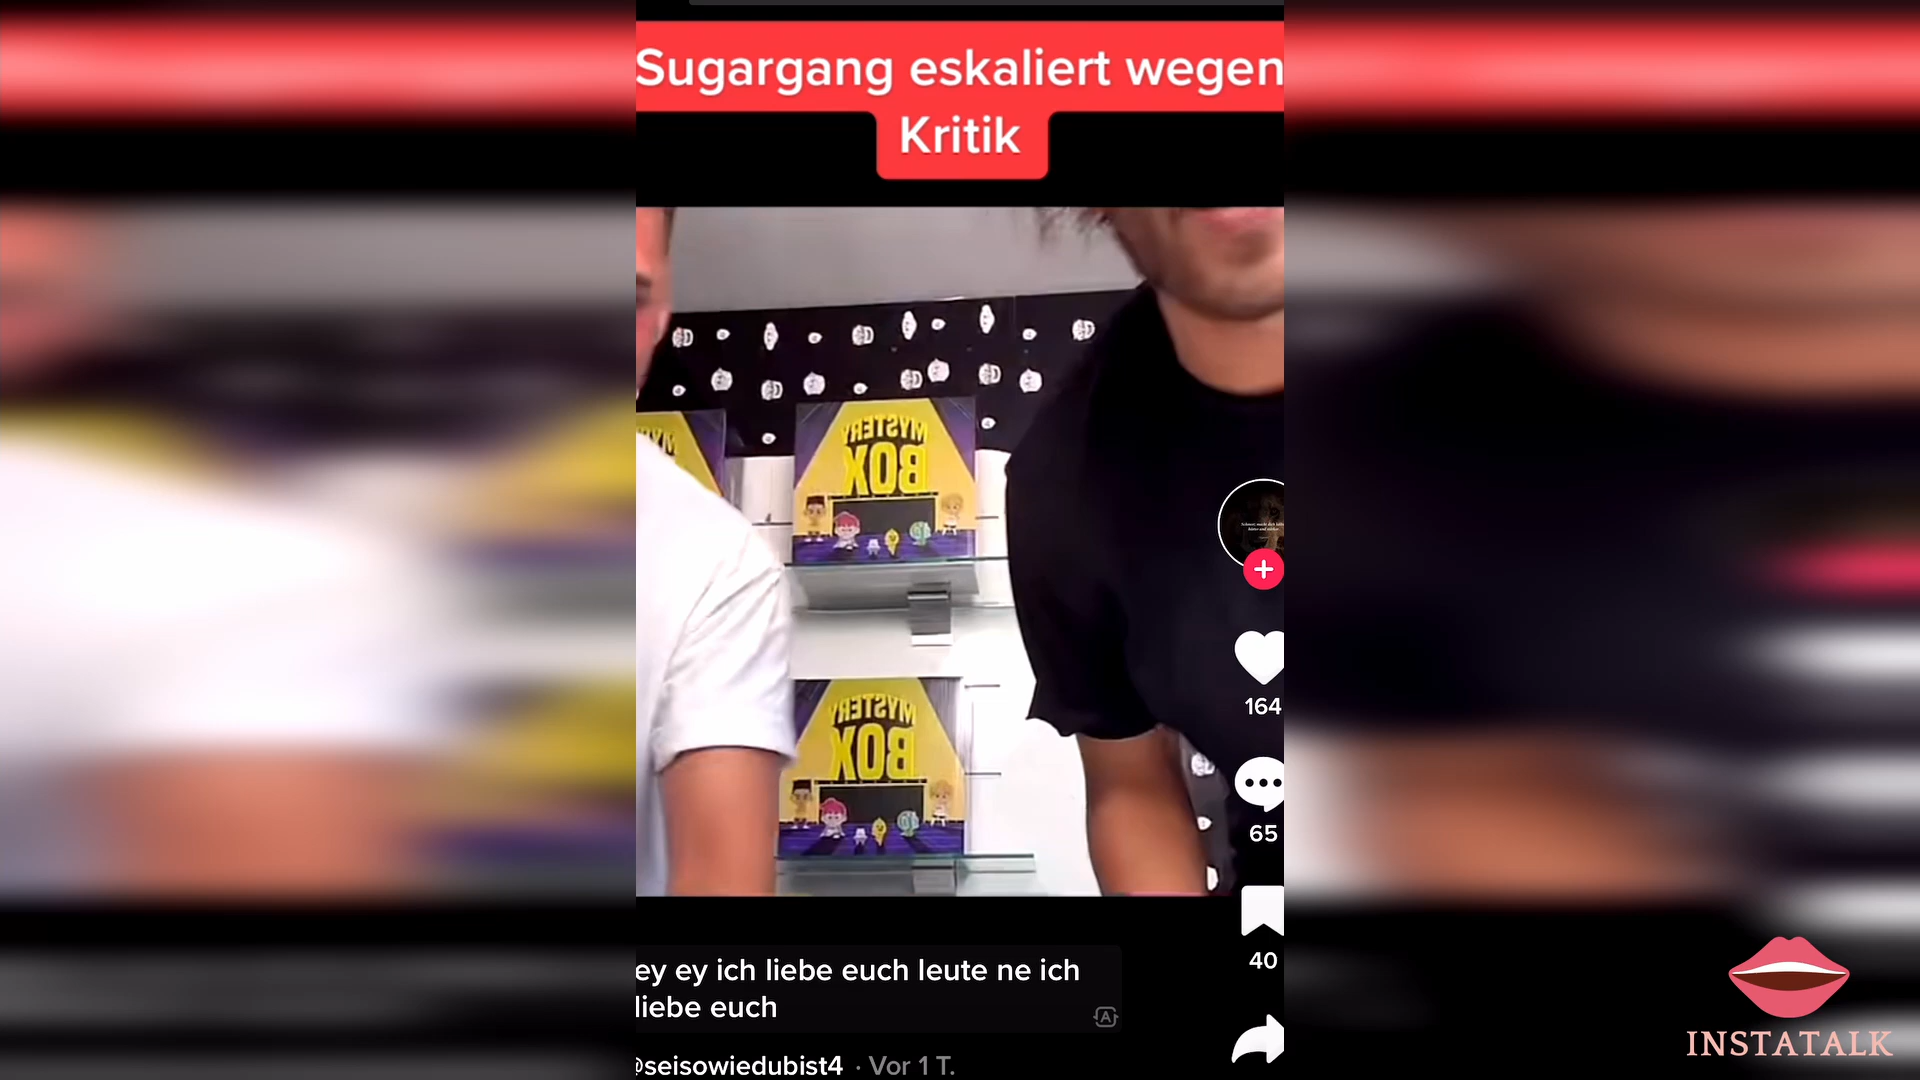 Sugargang eskaliert wegen
Kritik
MYSTERY
BOX
MYSTERY
BOX
164
65
40
ey ey ich liebe euch leute ne ich
liebe euch
@seisowiedubist4 · Vor 1 T.
INSTATALK